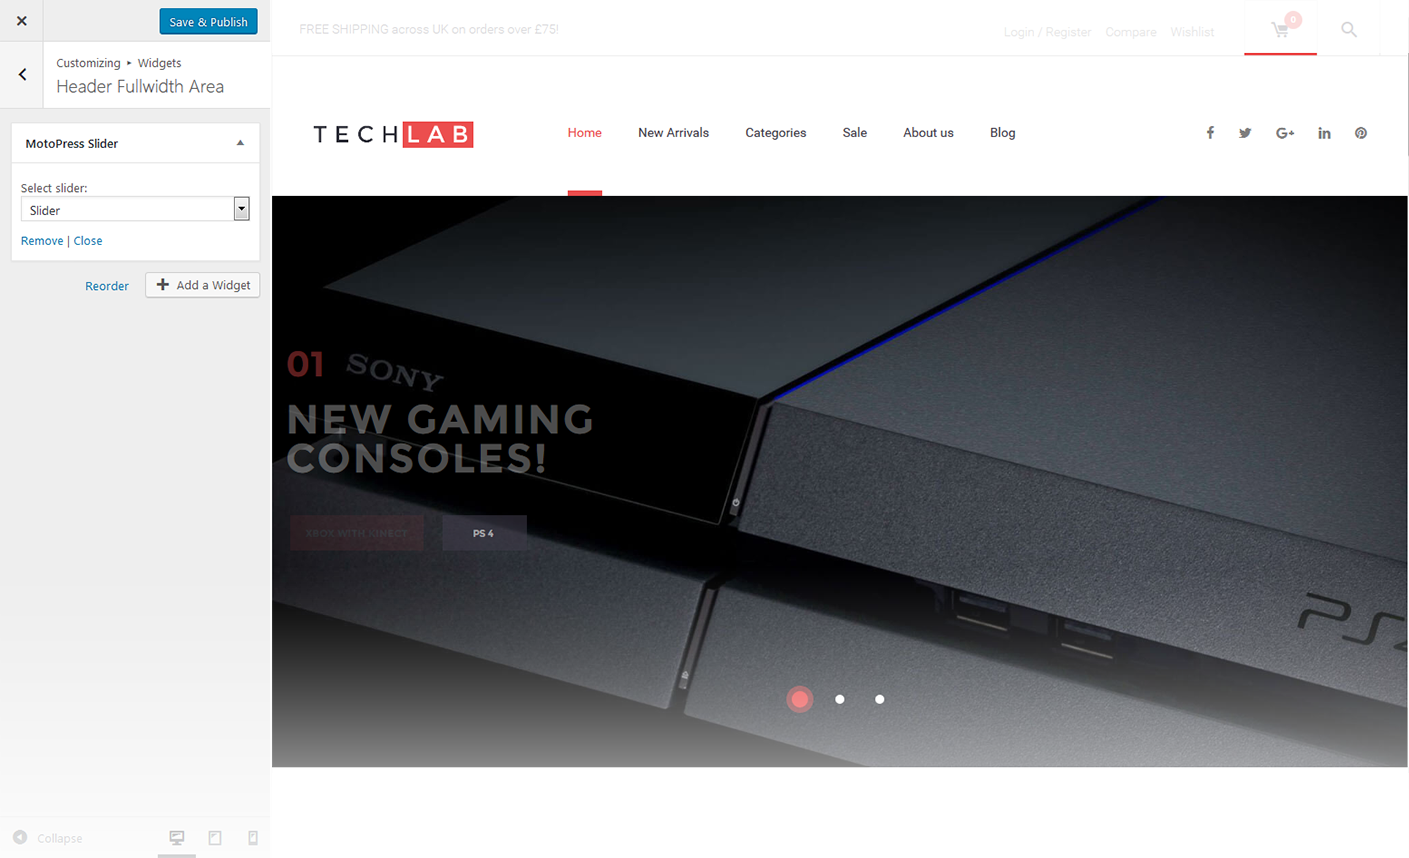 Save & Publish
Customizing ▸ Widgets
Header Fullwidth Area
MotoPress Slider
Select slider:
Slider
Remove | Close
Reorder
Add a Widget
Collapse
FREE SHIPPING across UK on orders over £75!
Login / Register Compare Wishlist
0
TECHLAB
Home New Arrivals Categories Sale About us Blog
01
SONY
NEW GAMING
CONSOLES!
XBOX WITH KINECT
PS 4
PS4